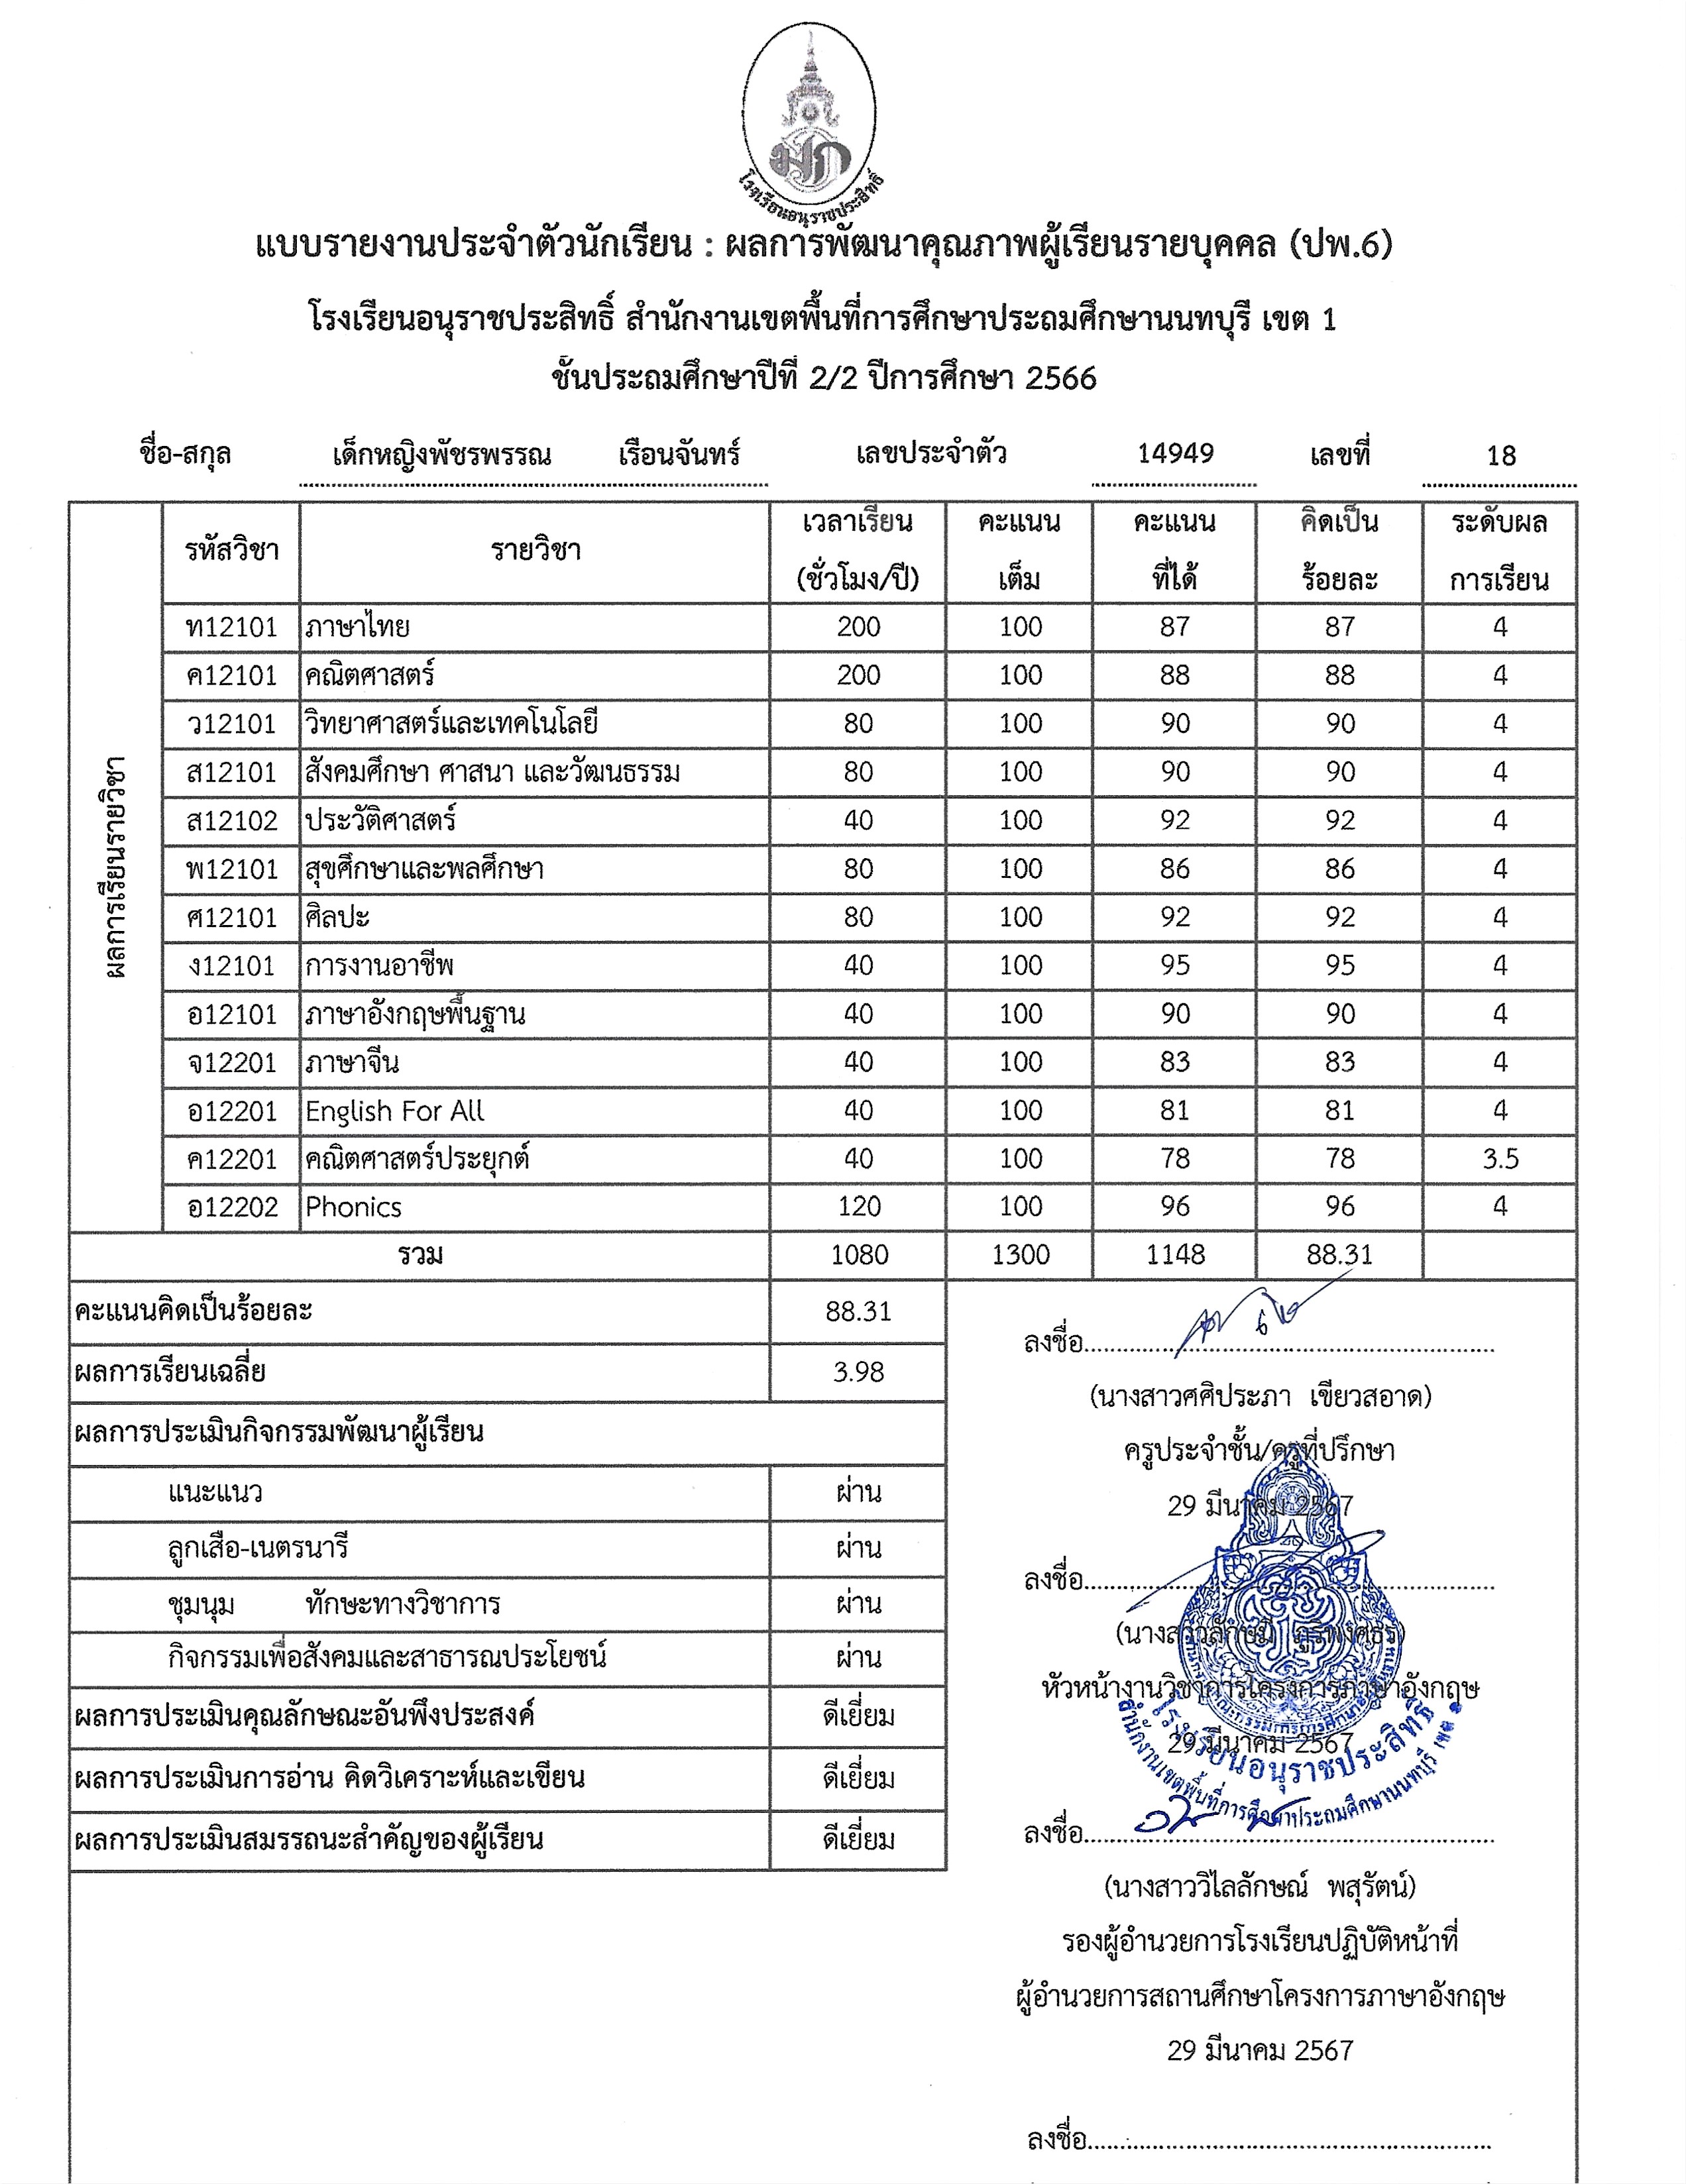 โรงเรียนอนุราชประสิทธิ์
แบบรายงานประจำตัวนักเรียน : ผลการพัฒนาคุณภาพผู้เรียนรายบุคคล (ปพ.6)
โรงเรียนอนุราชประสิทธิ์ สำนักงานเขตพื้นที่การศึกษาประถมศึกษานนทบุรี เขต 1
ชั้นประถมศึกษาปีที่ 2/2 ปีการศึกษา 2566
ชื่อ-สกุล เด็กหญิงพัชรพรรณ เรือนจันทร์ เลขประจำตัว 14949 เลขที่ 18
ผลการเรียนรายวิชา
รหัสวิชา รายวิชา เวลาเรียน (ชั่วโมง/ปี) คะแนนเต็ม คะแนนที่ได้ คิดเป็นร้อยละ ระดับผลการเรียน
ท12101 ภาษาไทย 200 100 87 87 4
ค12101 คณิตศาสตร์ 200 100 88 88 4
ว12101 วิทยาศาสตร์และเทคโนโลยี 80 100 90 90 4
ส12101 สังคมศึกษา ศาสนา และวัฒนธรรม 80 100 90 90 4
ส12102 ประวัติศาสตร์ 40 100 92 92 4
พ12101 สุขศึกษาและพลศึกษา 80 100 86 86 4
ศ12101 ศิลปะ 80 100 92 92 4
ง12101 การงานอาชีพ 40 100 95 95 4
อ12101 ภาษาอังกฤษพื้นฐาน 40 100 90 90 4
จ12201 ภาษาจีน 40 100 83 83 4
อ12201 English For All 40 100 81 81 4
ค12201 คณิตศาสตร์ประยุกต์ 40 100 78 78 3.5
อ12202 Phonics 120 100 96 96 4
รวม 1080 1300 1148 88.31
คะแนนคิดเป็นร้อยละ 88.31
ผลการเรียนเฉลี่ย 3.98
ผลการประเมินกิจกรรมพัฒนาผู้เรียน
แนะแนว ผ่าน
ลูกเสือ-เนตรนารี ผ่าน
ชุมนุม ทักษะทางวิชาการ ผ่าน
กิจกรรมเพื่อสังคมและสาธารณประโยชน์ ผ่าน
ผลการประเมินคุณลักษณะอันพึงประสงค์ ดีเยี่ยม
ผลการประเมินการอ่าน คิดวิเคราะห์และเขียน ดีเยี่ยม
ผลการประเมินสมรรถนะสำคัญของผู้เรียน ดีเยี่ยม
ลงชื่อ
(นางสาวศศิประภา เขียวสอาด)
ครูประจำชั้น/ครูที่ปรึกษา
29 มีนาคม 2567
ลงชื่อ
(นางสาวลักษมี
หัวหน้างานวิชาการโครงการภาษาอังกฤษ
29 มีนาคม 2567
โรงเรียนอนุราชประสิทธิ์
สำนักงานเขตพื้นที่การศึกษาประถมศึกษานนทบุรี เขต ๑
ลงชื่อ
(นางสาววิไลลักษณ์ พสุรัตน์)
รองผู้อำนวยการโรงเรียนปฏิบัติหน้าที่
ผู้อำนวยการสถานศึกษาโครงการภาษาอังกฤษ
29 มีนาคม 2567
ลงชื่อ